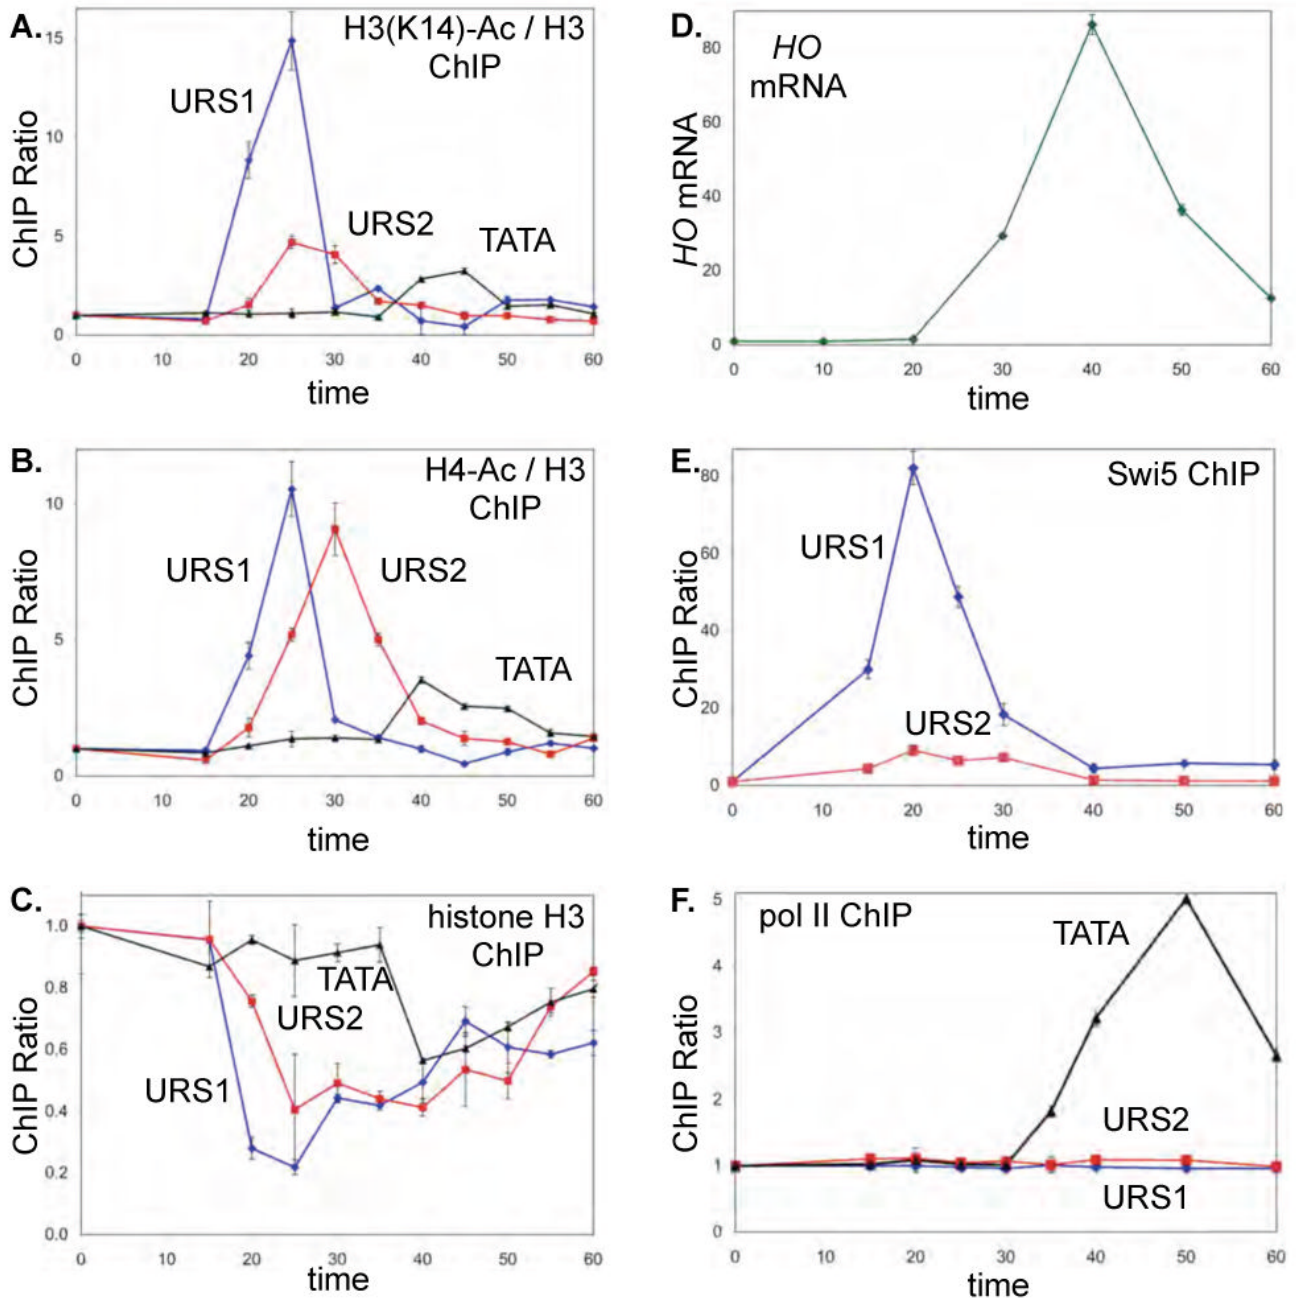 A.
H3(K14)-Ac / H3
ChIP
URS1
URS2
TATA
ChIP Ratio
15
10
5
0
0 10 20 30 40 50 60
time
D.
HO
mRNA
HO mRNA
80
60
40
20
0
0 10 20 30 40 50 60
time
B.
H4-Ac / H3
ChIP
URS1
URS2
TATA
ChIP Ratio
10
5
0
0 10 20 30 40 50 60
time
E.
Swi5 ChIP
URS1
URS2
ChIP Ratio
80
60
40
20
0
0 10 20 30 40 50 60
time
C.
histone H3
ChIP
TATA
URS2
URS1
ChIP Ratio
1.0
0.8
0.6
0.4
0.2
0.0
0 10 20 30 40 50 60
time
F.
pol II ChIP
TATA
URS2
URS1
ChIP Ratio
5
4
3
2
1
0
0 10 20 30 40 50 60
time